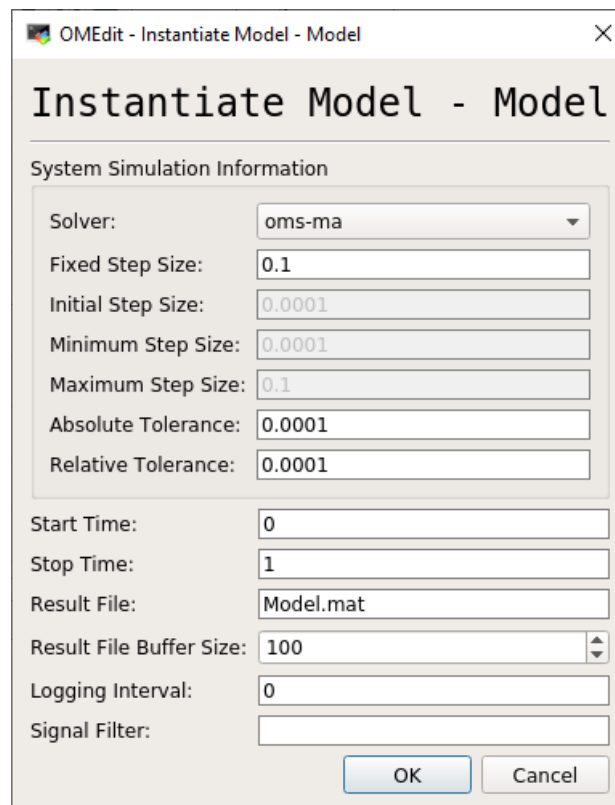 OMEdit - Instantiate Model - Model
Instantiate Model - Model
System Simulation Information
Solver: oms-ma
Fixed Step Size: 0.1
Initial Step Size: 0.0001
Minimum Step Size: 0.0001
Maximum Step Size: 0.1
Absolute Tolerance: 0.0001
Relative Tolerance: 0.0001
Start Time: 0
Stop Time: 1
Result File: Model.mat
Result File Buffer Size: 100
Logging Interval: 0
Signal Filter:
OK Cancel